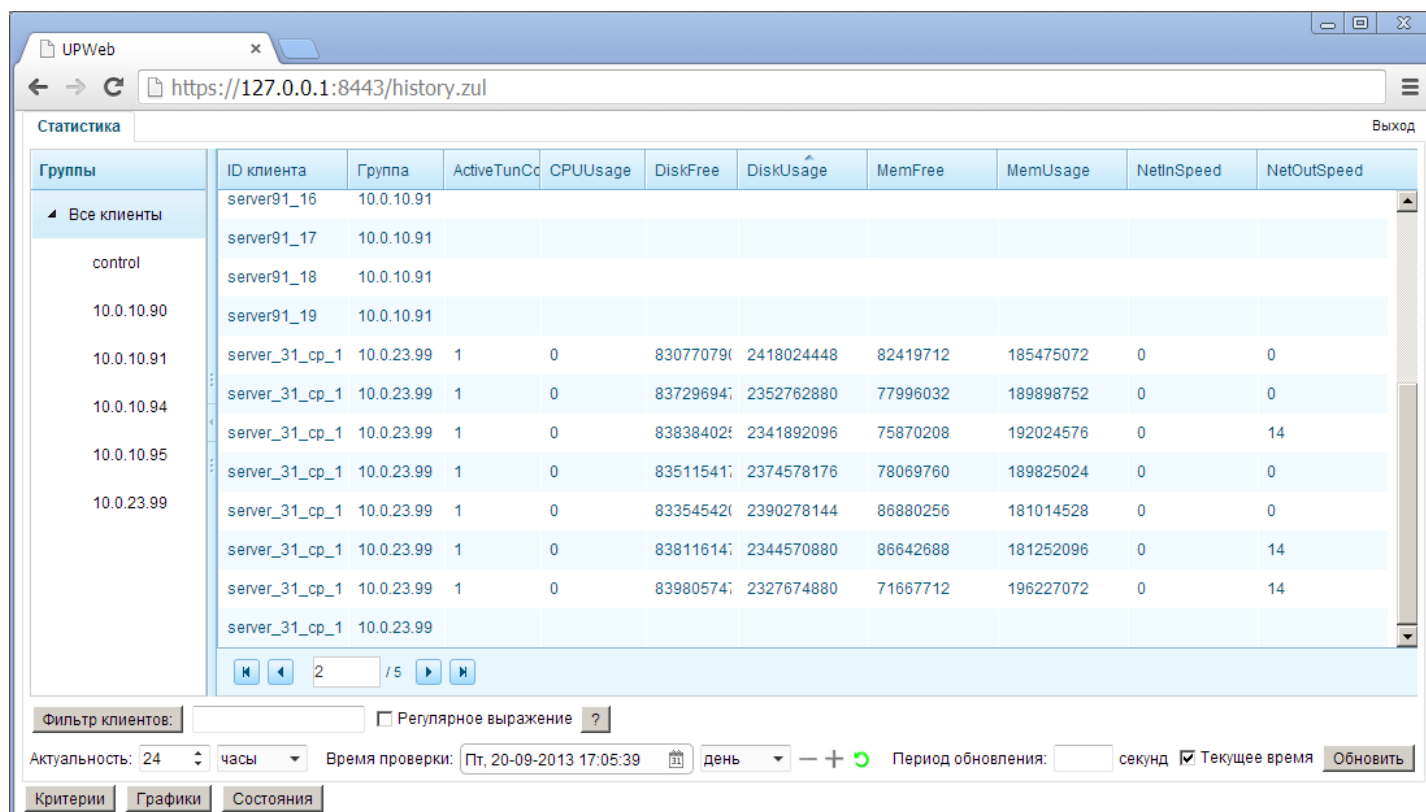 UPWeb
https://127.0.0.1:8443/history.zul
Статистика Выход
Группы ID клиента Группа ActiveTunCo CPUUsage DiskFree DiskUsage MemFree MemUsage NetInSpeed NetOutSpeed
Все клиенты
control
10.0.10.90
10.0.10.91
10.0.10.94
10.0.10.95
10.0.23.99
server91_16 10.0.10.91
server91_17 10.0.10.91
server91_18 10.0.10.91
server91_19 10.0.10.91
server_31_cp_1 10.0.23.99 1 0 83077079 2418024448 82419712 185475072 0 0
server_31_cp_1 10.0.23.99 1 0 83729694 2352762880 77996032 189898752 0 0
server_31_cp_1 10.0.23.99 1 0 83838402 2341892096 75870208 192024576 0 14
server_31_cp_1 10.0.23.99 1 0 83511541 2374578176 78069760 189825024 0 0
server_31_cp_1 10.0.23.99 1 0 83354542 2390278144 86880256 181014528 0 0
server_31_cp_1 10.0.23.99 1 0 83811614 2344570880 86642688 181252096 0 14
server_31_cp_1 10.0.23.99 1 0 83980574 2327674880 71667712 196227072 0 14
server_31_cp_1 10.0.23.99
2 / 5
Фильтр клиентов: Регулярное выражение ?
Актуальность: 24 часы Время проверки: Пт, 20-09-2013 17:05:39 31 день Период обновления: секунд Текущее время Обновить
Критерии Графики Состояния